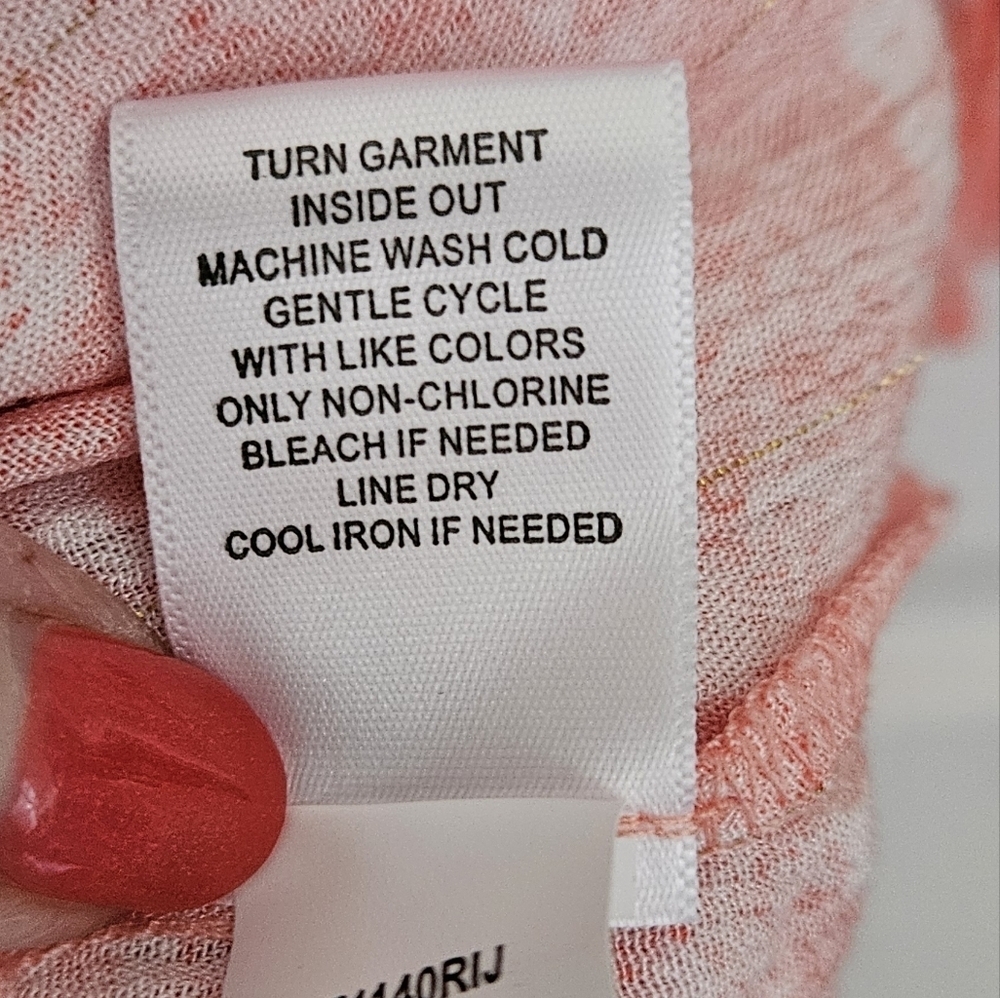 TURN GARMENT
INSIDE OUT
MACHINE WASH COLD
GENTLE CYCLE
WITH LIKE COLORS
ONLY NON-CHLORINE
BLEACH IF NEEDED
LINE DRY
COOL IRON IF NEEDED